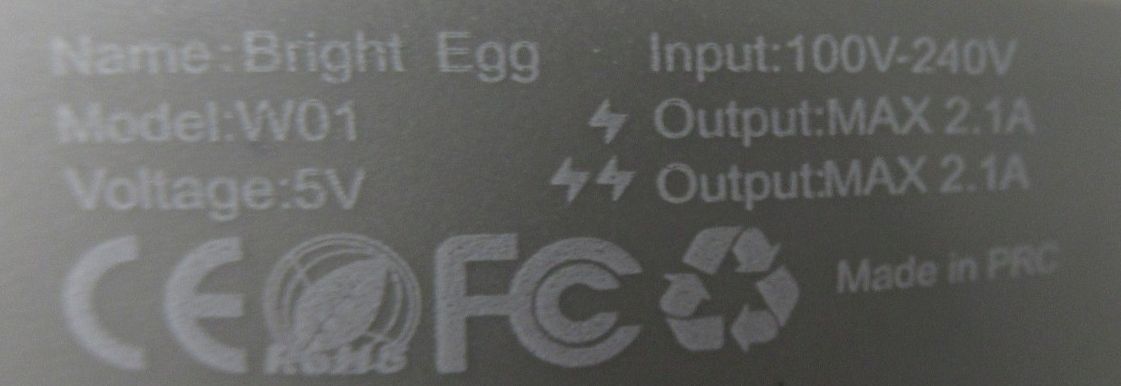 Name:Bright Egg Input:100V-240V
Model:W01 Output:MAX 2.1A
Voltage:5V Output:MAX 2.1A
CE RoHS FC Made in PRC